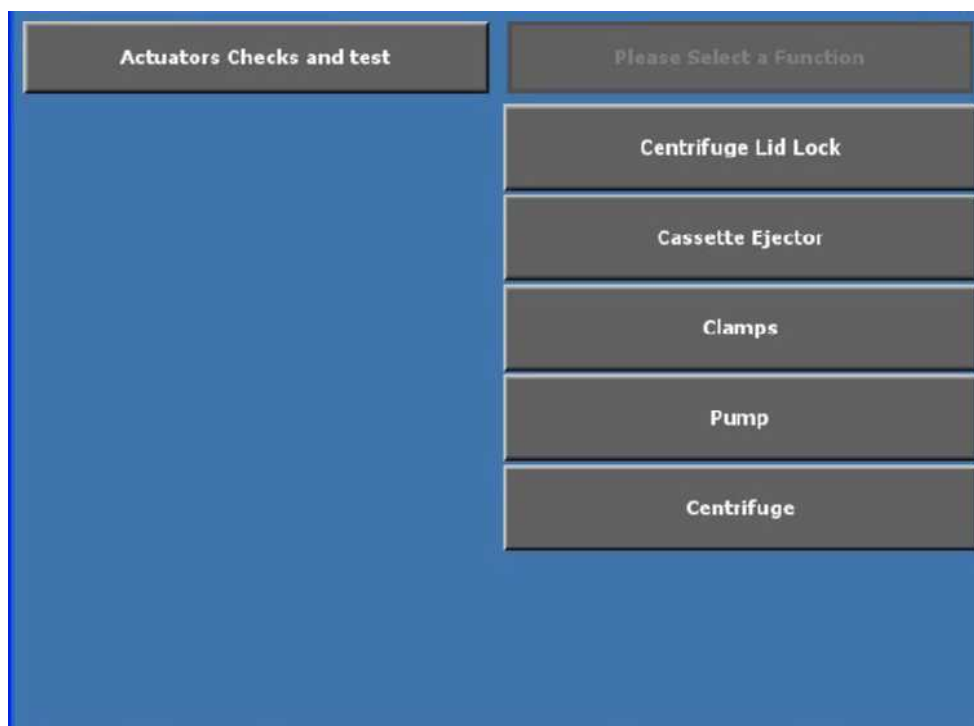 Actuators Checks and test
Please Select a Function
Centrifuge Lid Lock
Cassette Ejector
Clamps
Pump
Centrifuge